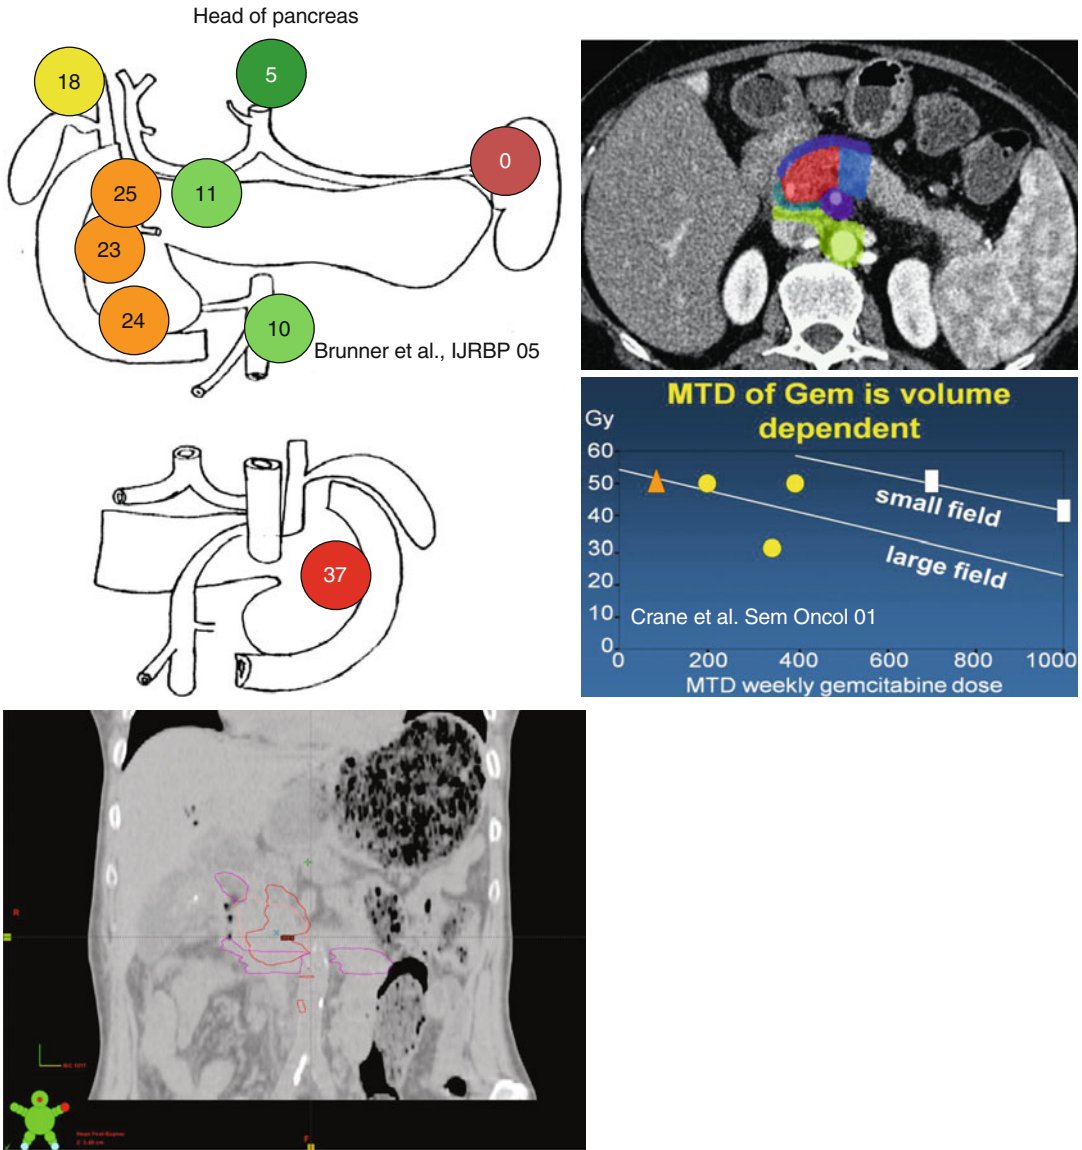 Head of pancreas
18
5
0
25
11
23
24
10
Brunner et al., IJRBP 05
37
MTD of Gem is volume
dependent
Gy
60
50
40
30
20
10
0
small field
large field
Crane et al. Sem Oncol 01
0 200 400 600 800 1000
MTD weekly gemcitabine dose
R
F